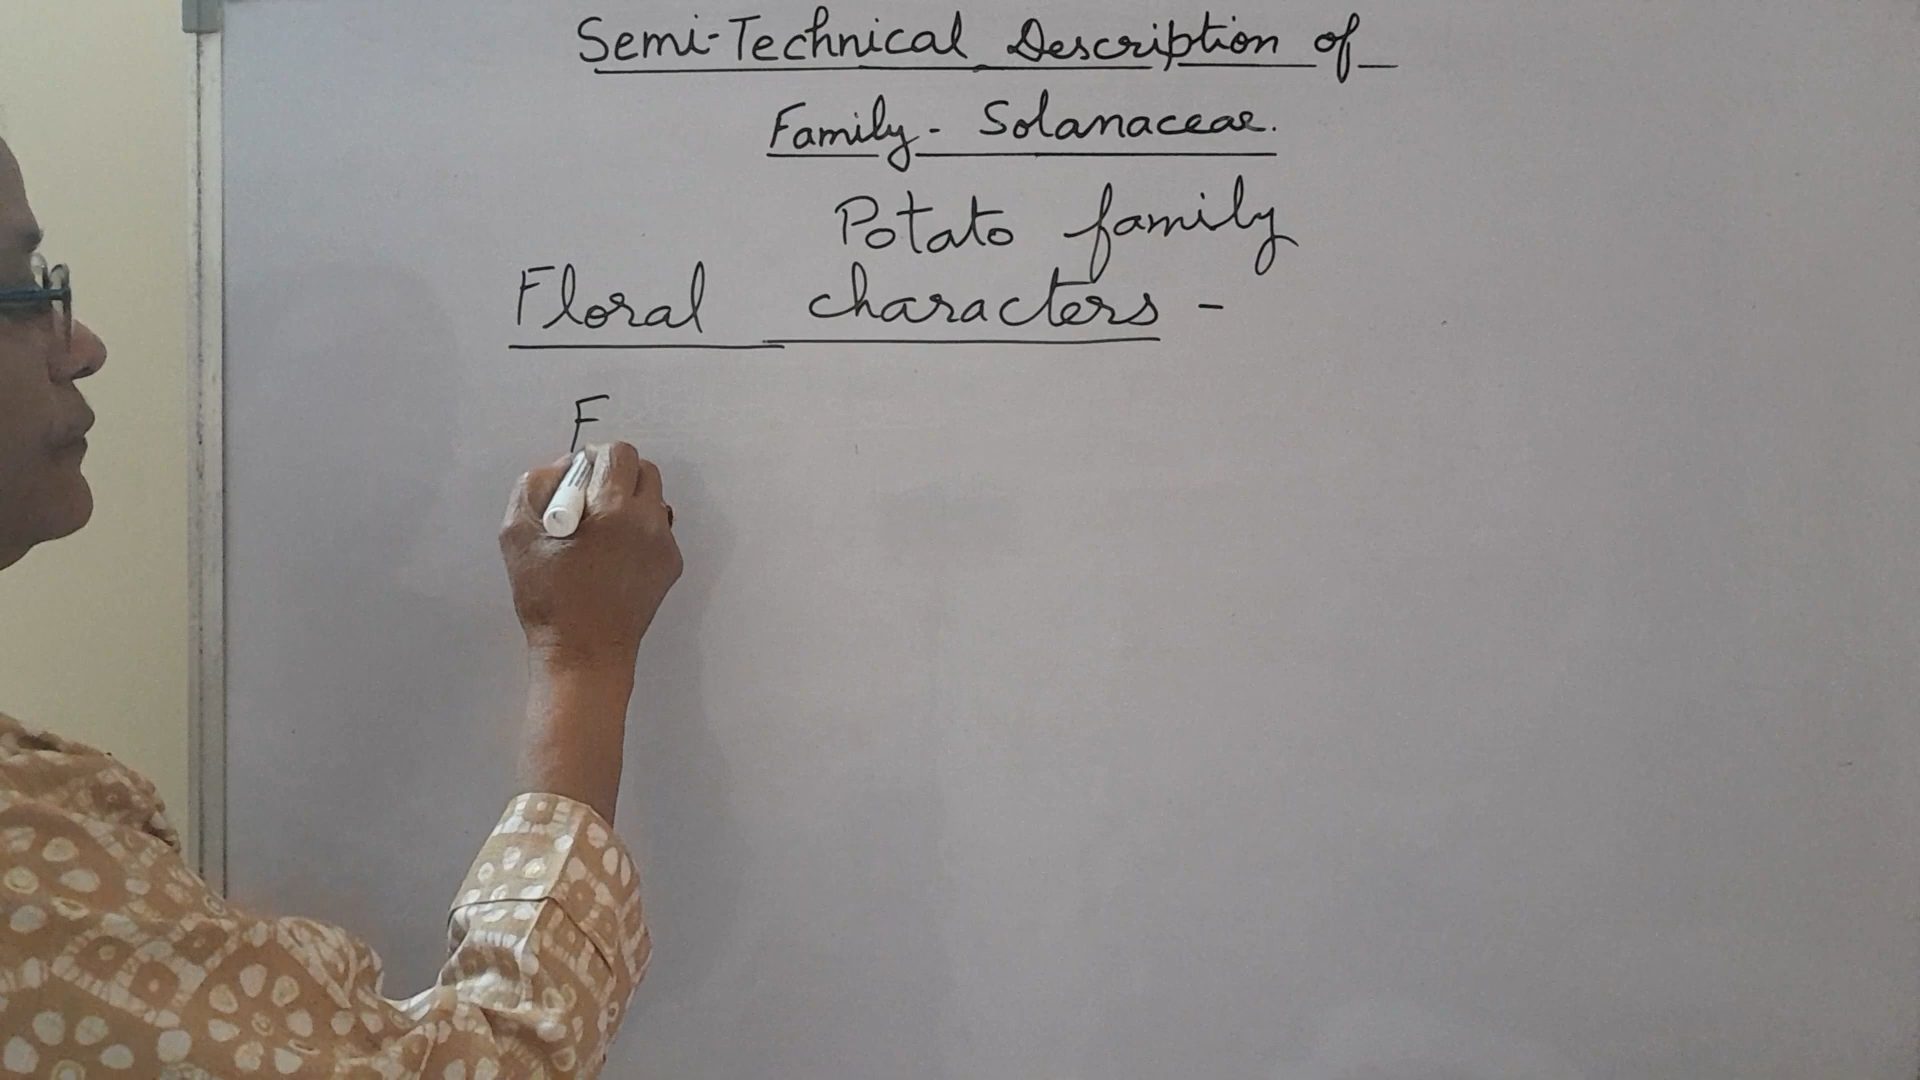 Semi-Technical Description of
Family - Solanaceae.
Potato family
Floral characters -
F